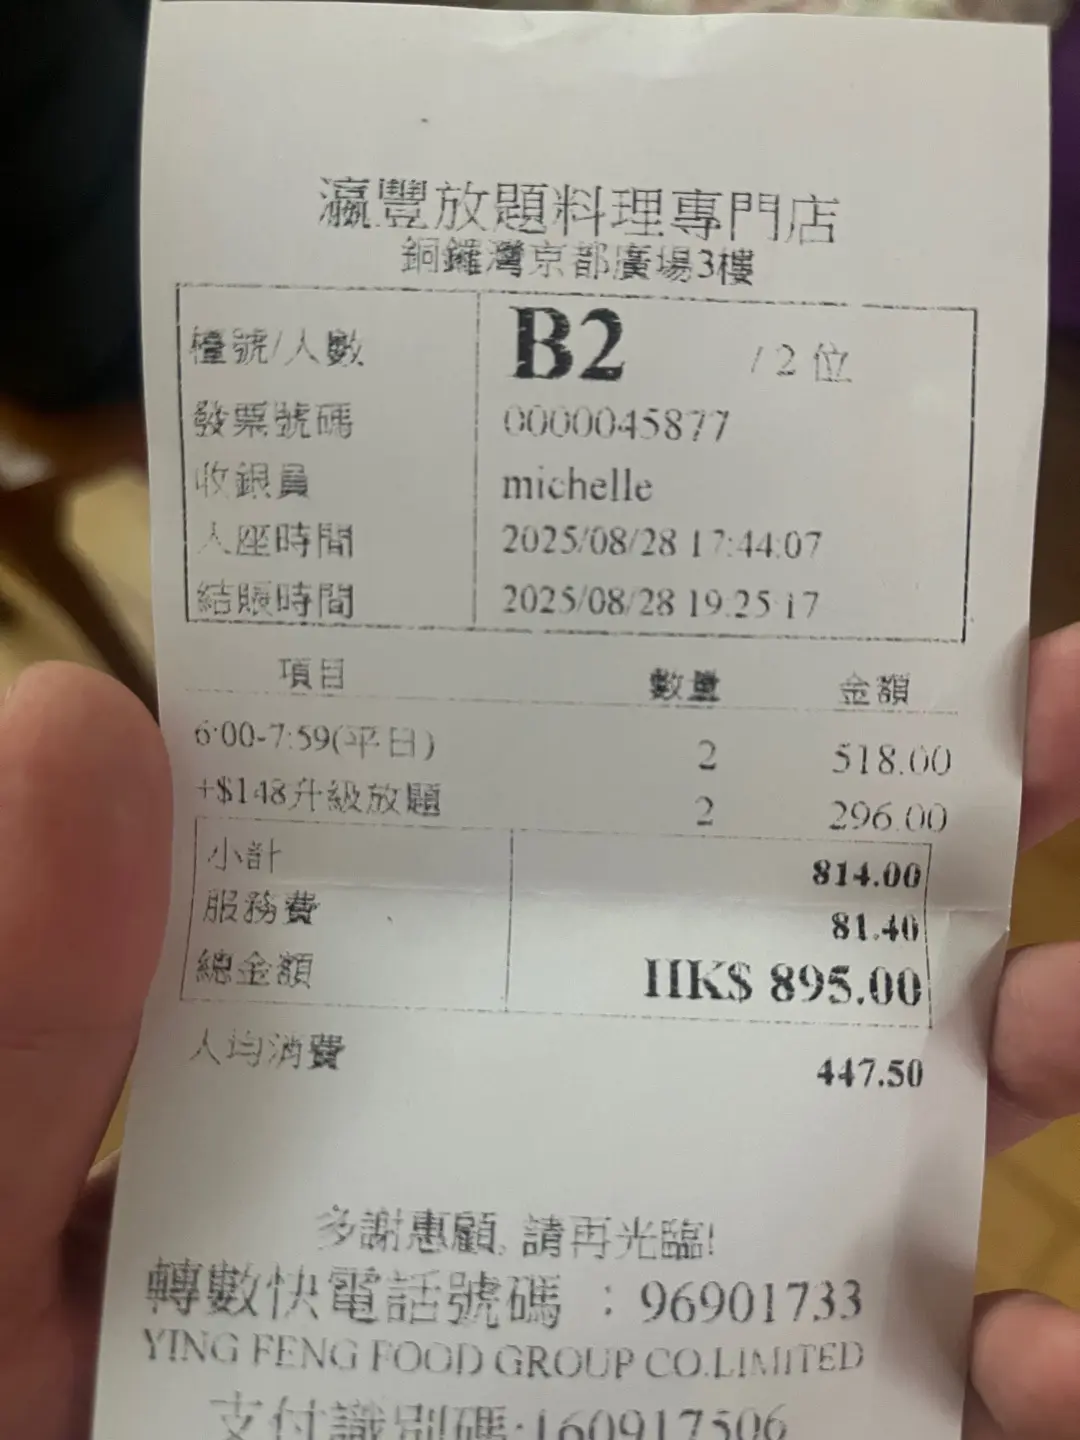 瀛豐放題料理專門店
銅鑼灣京都廣場3樓
檯號/人數 B2 / 2 位
發票號碼 0000045877
收銀員 michelle
入座時間 2025/08/28 17:44:07
結賬時間 2025/08/28 19:25:17
項目 數量 金額
6:00-7:59(平日) 2 518.00
+$148升級放題 2 296.00
小計 814.00
服務費 81.40
總金額 HK$ 895.00
人均消費 447.50
多謝惠顧, 請再光臨!
轉數快電話號碼 : 96901733
YING FENG FOOD GROUP CO.LIMITED
支付識別碼:160917506